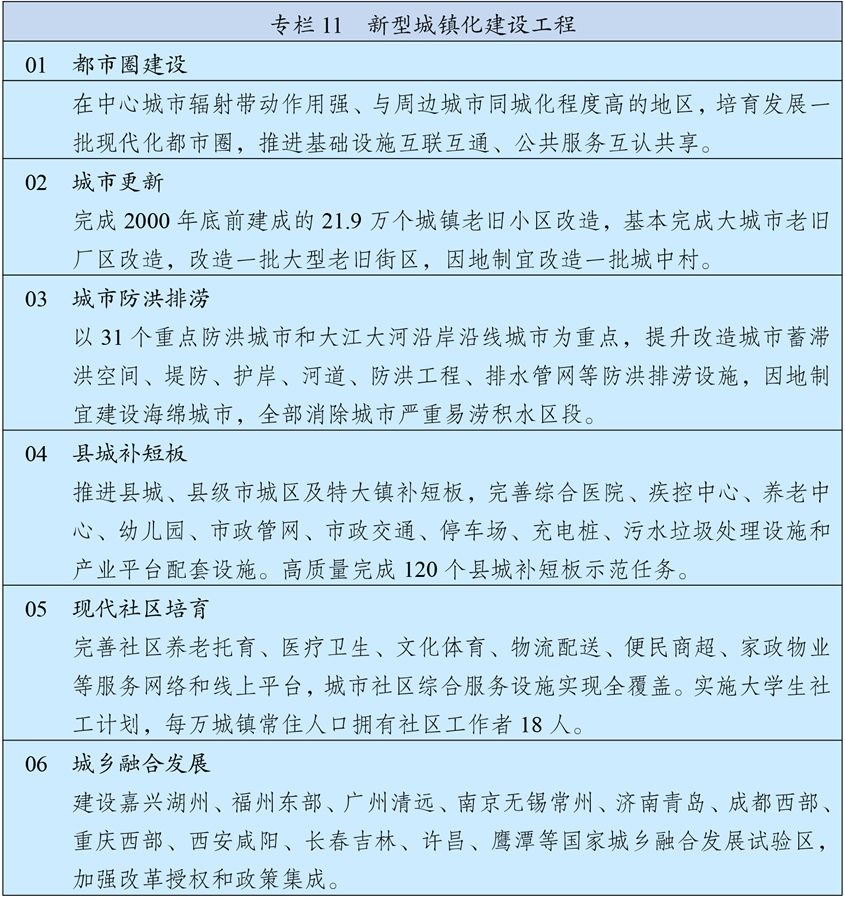 专栏 11 新型城镇化建设工程
01 都市圈建设
在中心城市辐射带动作用强、与周边城市同城化程度高的地区，培育发展一
批现代化都市圈，推进基础设施互联互通、公共服务互认共享。
02 城市更新
完成 2000 年底前建成的 21.9 万个城镇老旧小区改造，基本完成大城市老旧
厂区改造，改造一批大型老旧街区，因地制宜改造一批城中村。
03 城市防洪排涝
以 31 个重点防洪城市和大江大河沿岸沿线城市为重点，提升改造城市蓄滞
洪空间、堤防、护岸、河道、防洪工程、排水管网等防洪排涝设施，因地制
宜建设海绵城市，全部消除城市严重易涝积水区段。
04 县城补短板
推进县城、县级市城区及特大镇补短板，完善综合医院、疾控中心、养老中
心、幼儿园、市政管网、市政交通、停车场、充电桩、污水垃圾处理设施和
产业平台配套设施。高质量完成 120 个县城补短板示范任务。
05 现代社区培育
完善社区养老托育、医疗卫生、文化体育、物流配送、便民商超、家政物业
等服务网络和线上平台，城市社区综合服务设施实现全覆盖。实施大学生社
工计划，每万城镇常住人口拥有社区工作者 18 人。
06 城乡融合发展
建设嘉兴湖州、福州东部、广州清远、南京无锡常州、济南青岛、成都西部、
重庆西部、西安咸阳、长春吉林、许昌、鹰潭等国家城乡融合发展试验区，
加强改革授权和政策集成。